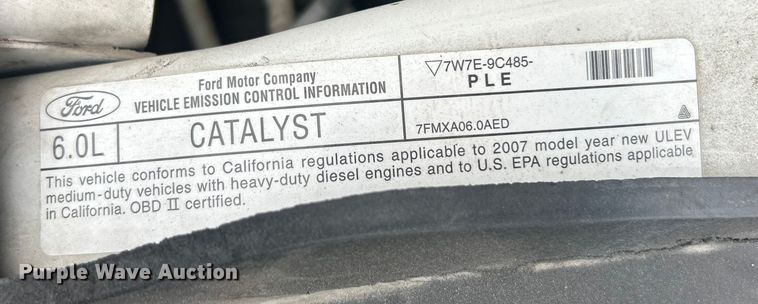 Ford
Ford Motor Company
VEHICLE EMISSION CONTROL INFORMATION
▽7W7E-9C485-
PLE
6.0L
CATALYST
7FMXA06.0AED
This vehicle conforms to California regulations applicable to 2007 model year new ULEV
medium-duty vehicles with heavy-duty diesel engines and to U.S. EPA regulations applicable
in California. OBD II certified.
Purple Wave Auction